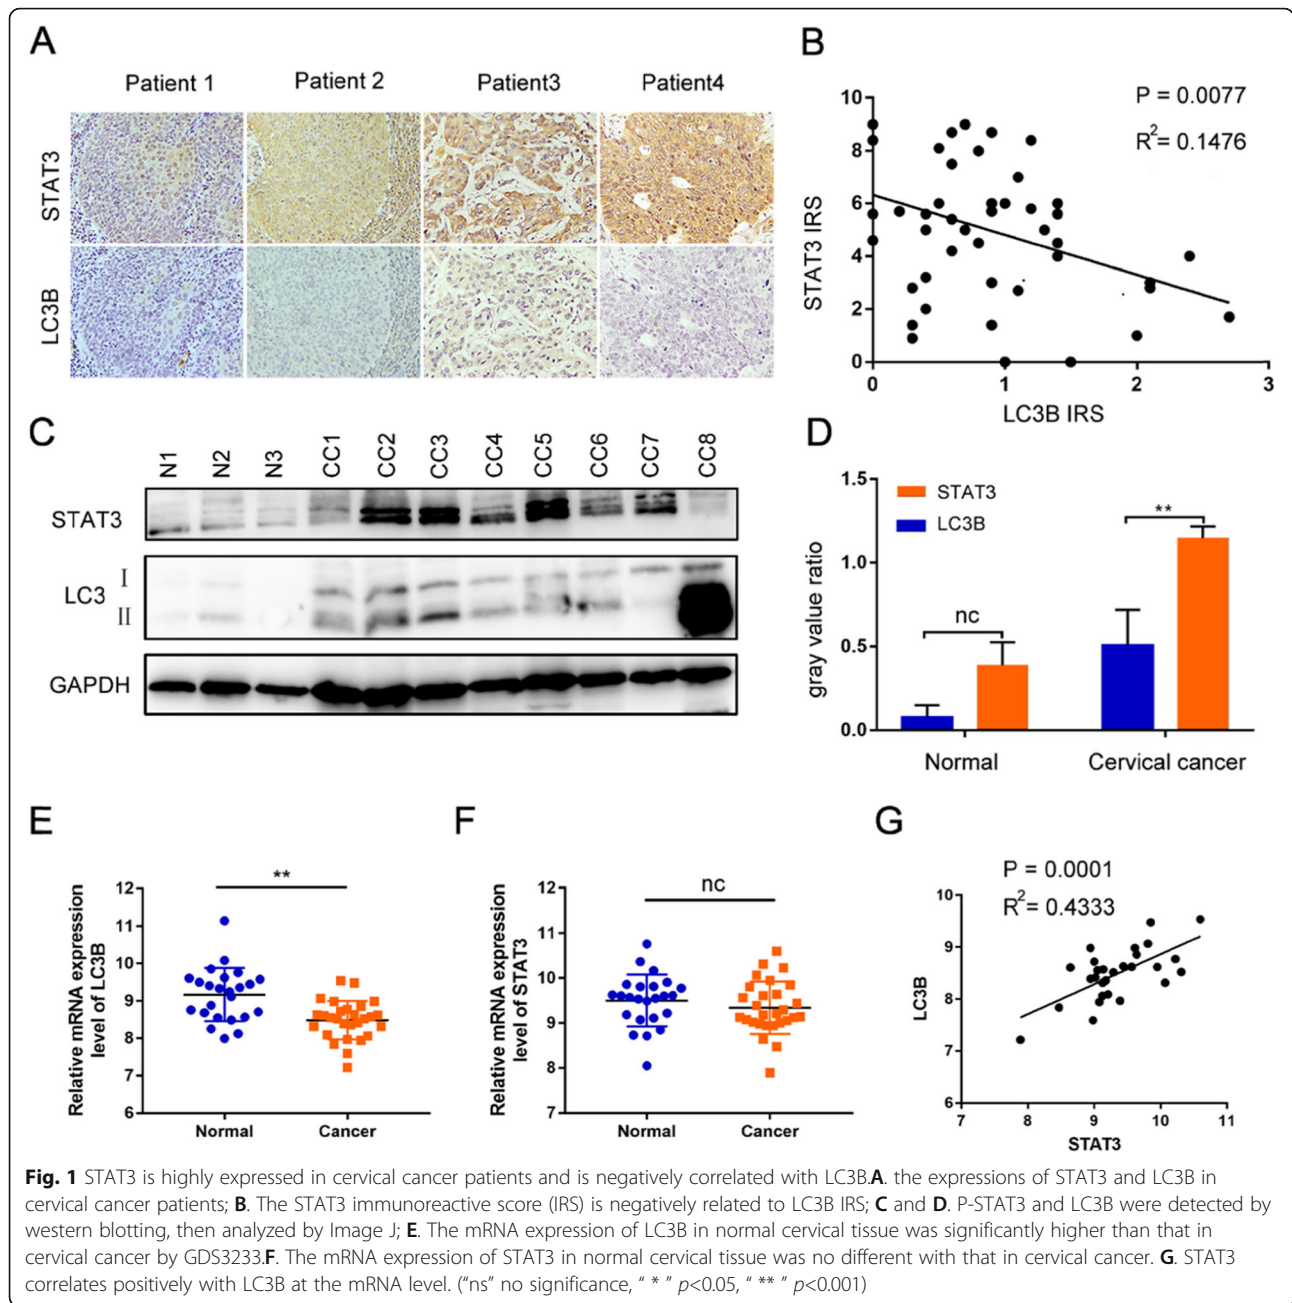 A
Patient 1 Patient 2 Patient3 Patient4
STAT3
LC3B
B
P = 0.0077
R2= 0.1476
10
8
6
4
2
0
STAT3 IRS
0 1 2 3
LC3B IRS
C
N1 N2 N3 CC1 CC2 CC3 CC4 CC5 CC6 CC7 CC8
STAT3
LC3
I
II
GAPDH
D
STAT3
LC3B
1.5
1.0
0.5
0.0
gray value ratio
nc
**
Normal Cervical cancer
E
**
12
11
10
9
8
7
6
Relative mRNA expression
level of LC3B
Normal Cancer
F
nc
12
11
10
9
8
7
Relative mRNA expression
level of STAT3
Normal Cancer
G
P = 0.0001
R2= 0.4333
10
9
8
7
6
LC3B
7 8 9 10 11
STAT3
Fig. 1 STAT3 is highly expressed in cervical cancer patients and is negatively correlated with LC3B.A. the expressions of STAT3 and LC3B in
cervical cancer patients; B. The STAT3 immunoreactive score (IRS) is negatively related to LC3B IRS; C and D. P-STAT3 and LC3B were detected by
western blotting, then analyzed by Image J; E. The mRNA expression of LC3B in normal cervical tissue was significantly higher than that in
cervical cancer by GDS3233.F. The mRNA expression of STAT3 in normal cervical tissue was no different with that in cervical cancer. G. STAT3
correlates positively with LC3B at the mRNA level. ("ns" no significance, " * " p<0.05, " ** " p<0.001)